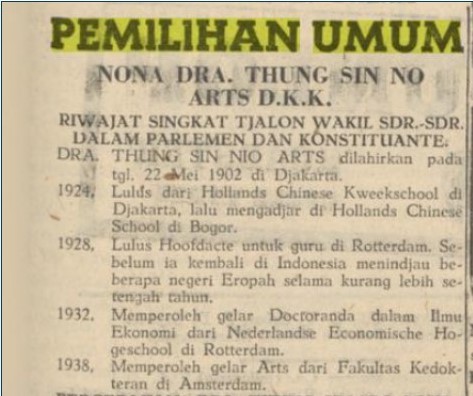 PEMILIHAN UMUM
NONA DRA. THUNG SIN NO
ARTS D.K.K.
RIWAJAT SINGKAT TJALON WAKIL SDR.-SDR.
DALAM PARLEMEN DAN KONSTITUANTE.
DRA. THUNG SIN NIO ARTS dilahirkan pada
tgl. 22 Mei 1902 di Djakarta.
1924, Lulds dari Hollands Chinese Kweekschool di
Djakarta, lalu mengadjar di Hollands Chinese
School di Bogor.
1928, Lulus Hoofdacte untuk guru di Rotterdam. Se-
belum ia kembali di Indonesia menindjau be-
berapa negeri Eropah selama kurang lebih se-
tengah tahun.
1932, Memperoleh gelar Doctoranda dalam Ilmu
Ekonomi dari Nederlandse Economische Ho-
geschool di Rotterdam.
1938, Memperoleh gelar Arts dari Fakultas Kedok-
teran di Amsterdam.